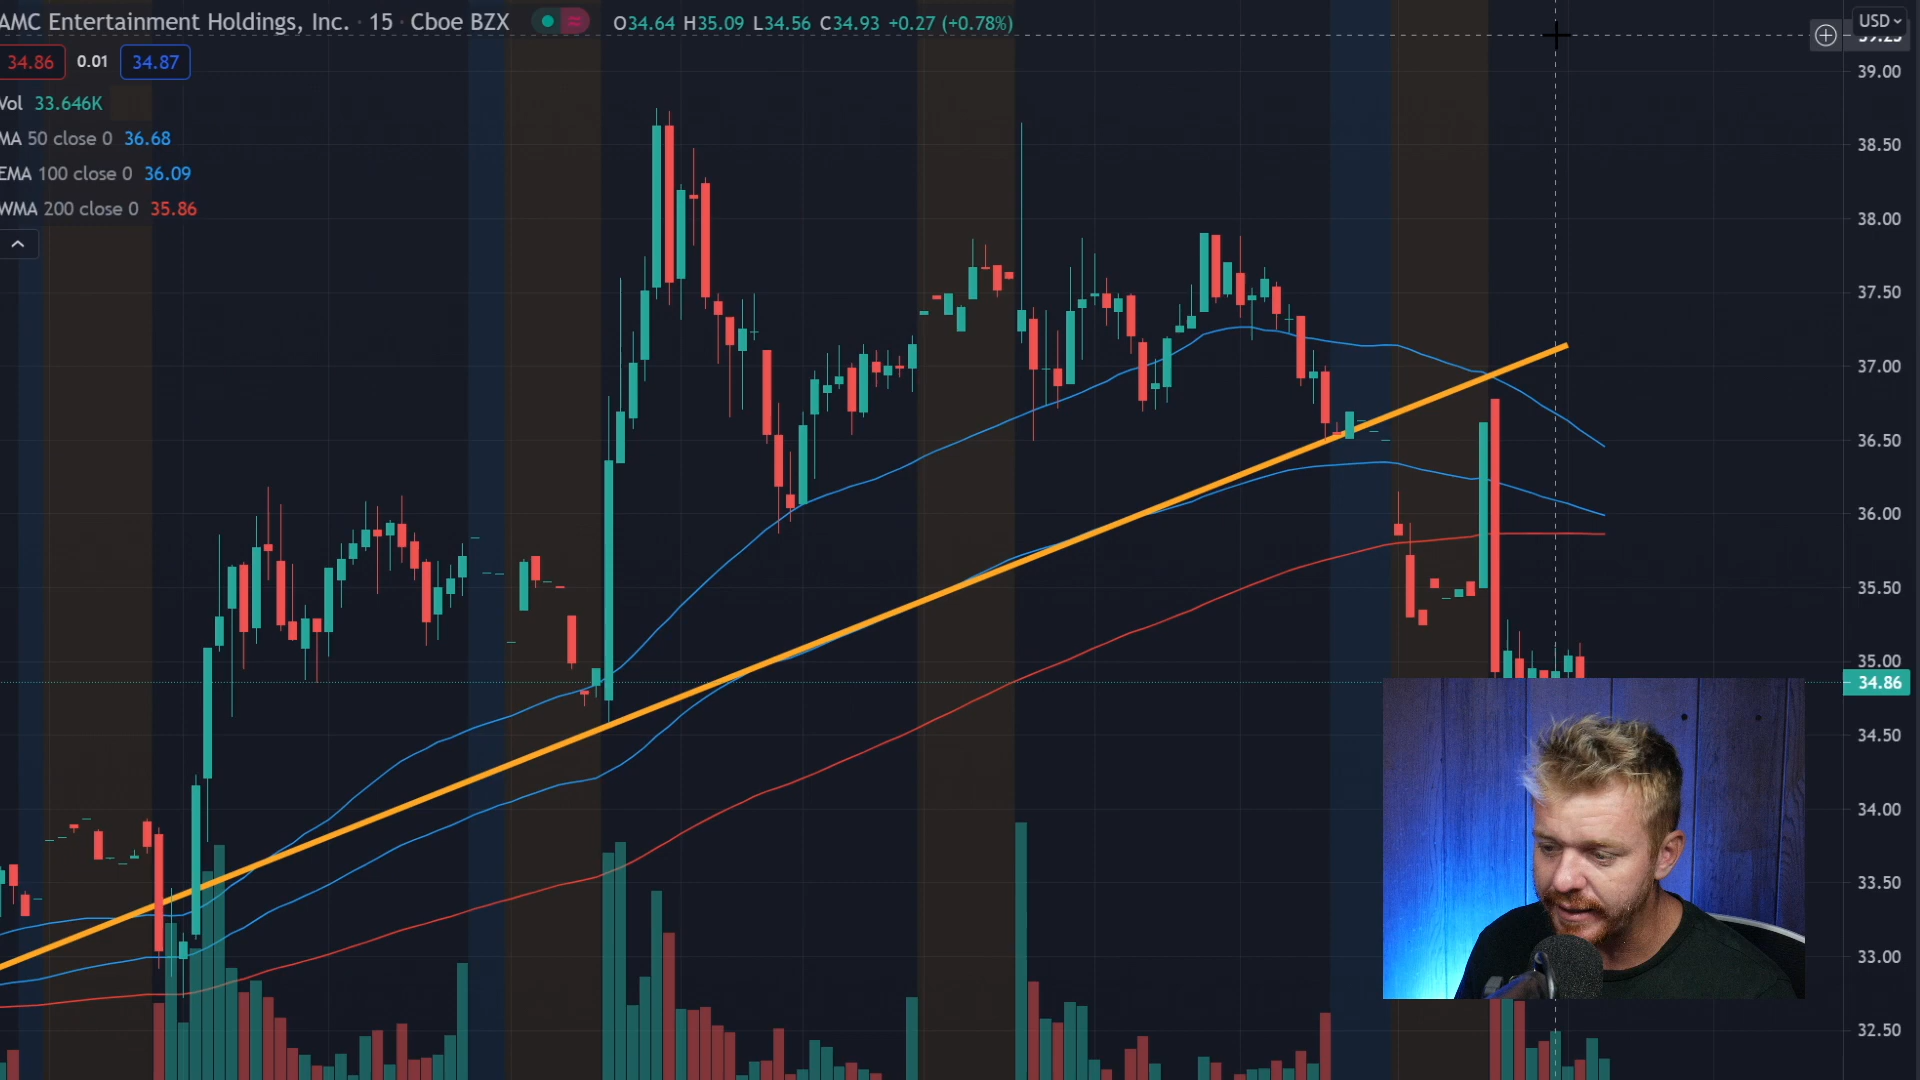 AMC Entertainment Holdings, Inc. · 15 · Cboe BZX O34.64 H35.09 L34.56 C34.93 +0.27 (+0.78%)
34.86 0.01 34.87
Vol 33.646K
MA 50 close 0 36.68
EMA 100 close 0 36.09
WMA 200 close 0 35.86
USD
39.25
39.00
38.50
38.00
37.50
37.00
36.50
36.00
35.50
35.00
34.86
34.50
34.00
33.50
33.00
32.50